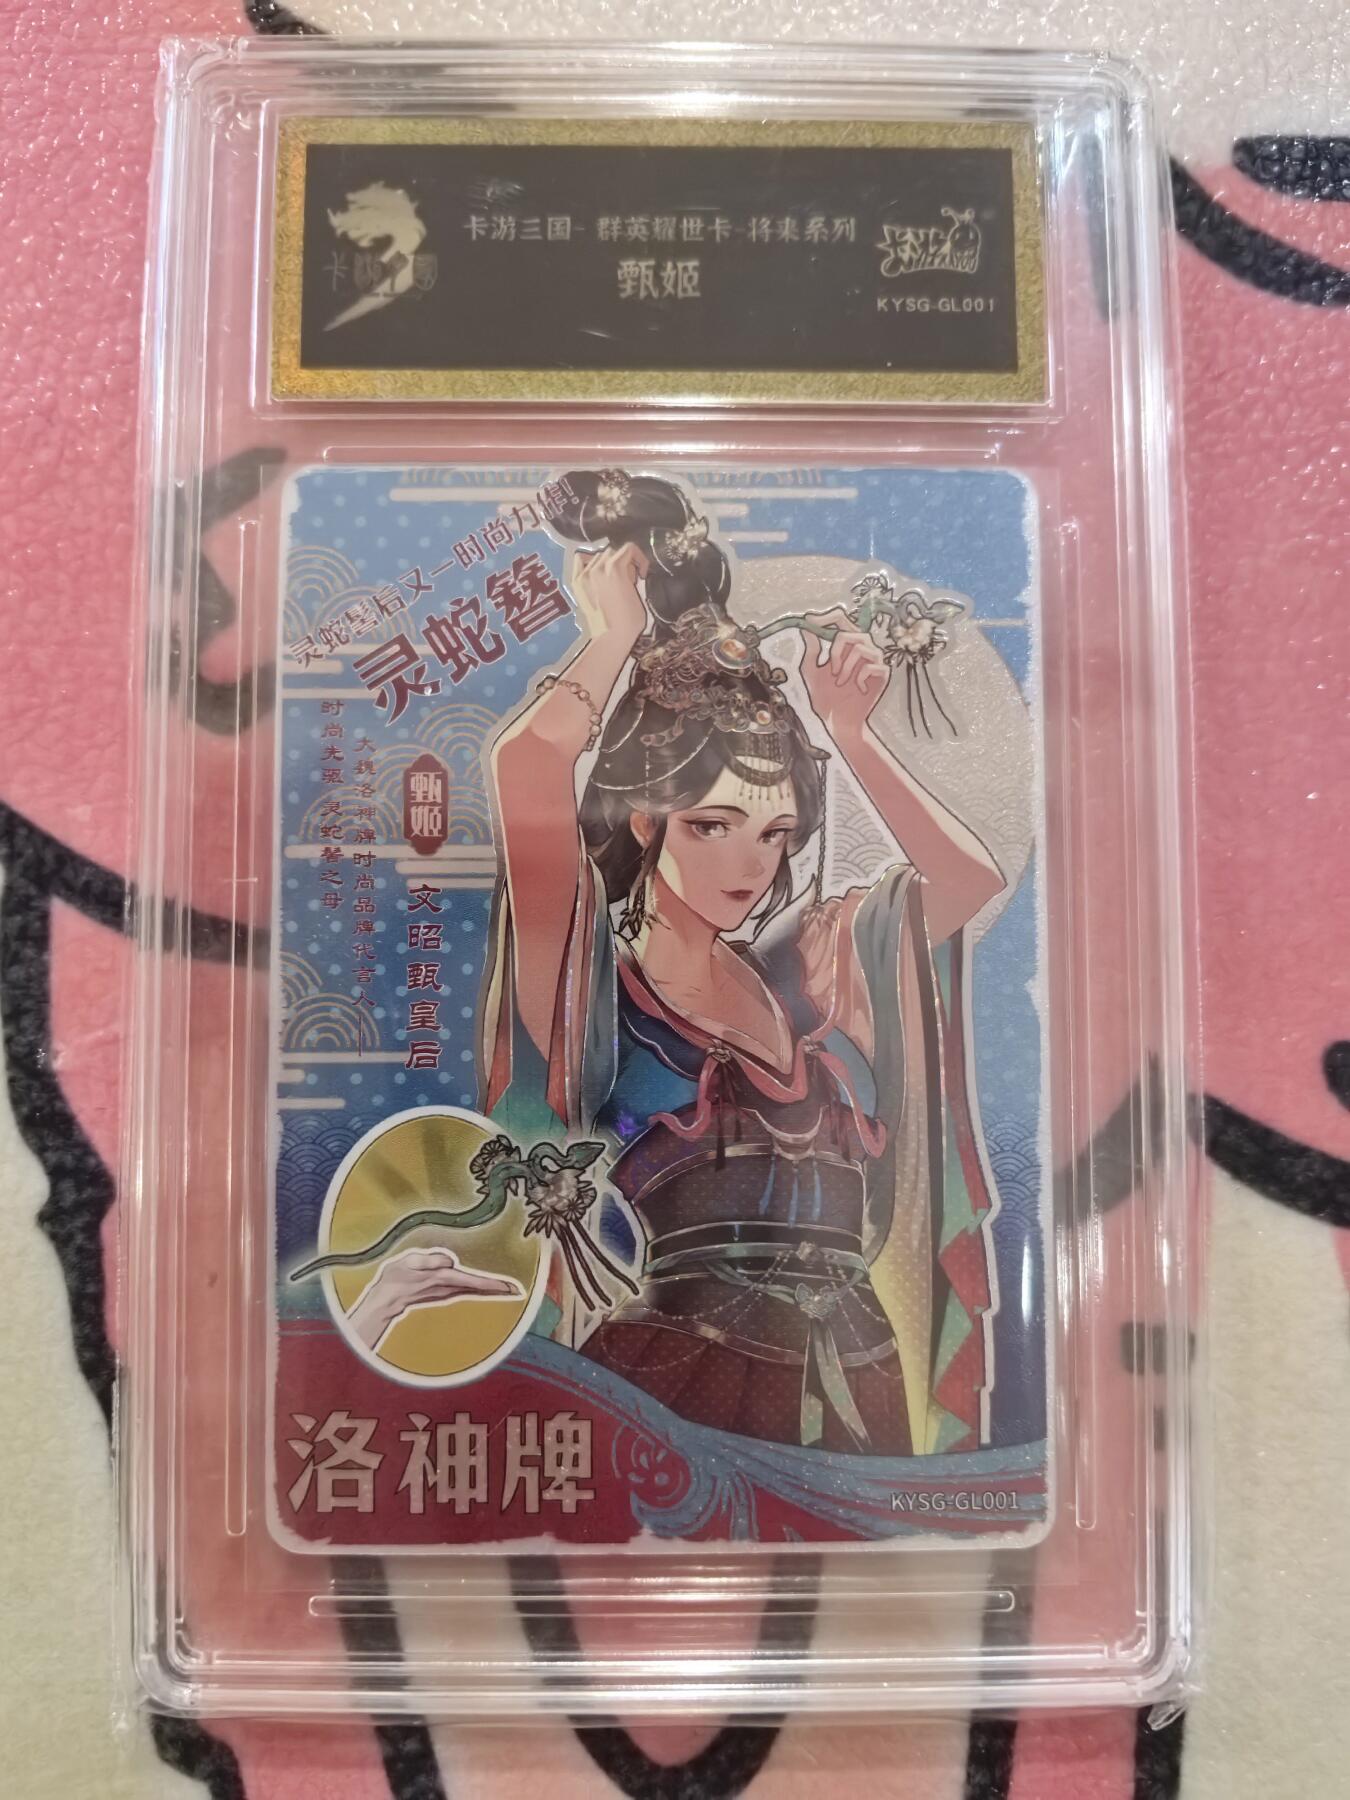 卡游三国-群英耀世卡-将来系列
甄姬
KYSG-GL001
灵蛇髻后又一时尚力作!
灵蛇簪
时尚先驱 灵蛇髻之母
大魏洛神牌时尚品牌代言人——
甄姬
文昭甄皇后
洛神牌
KYSG-GL001